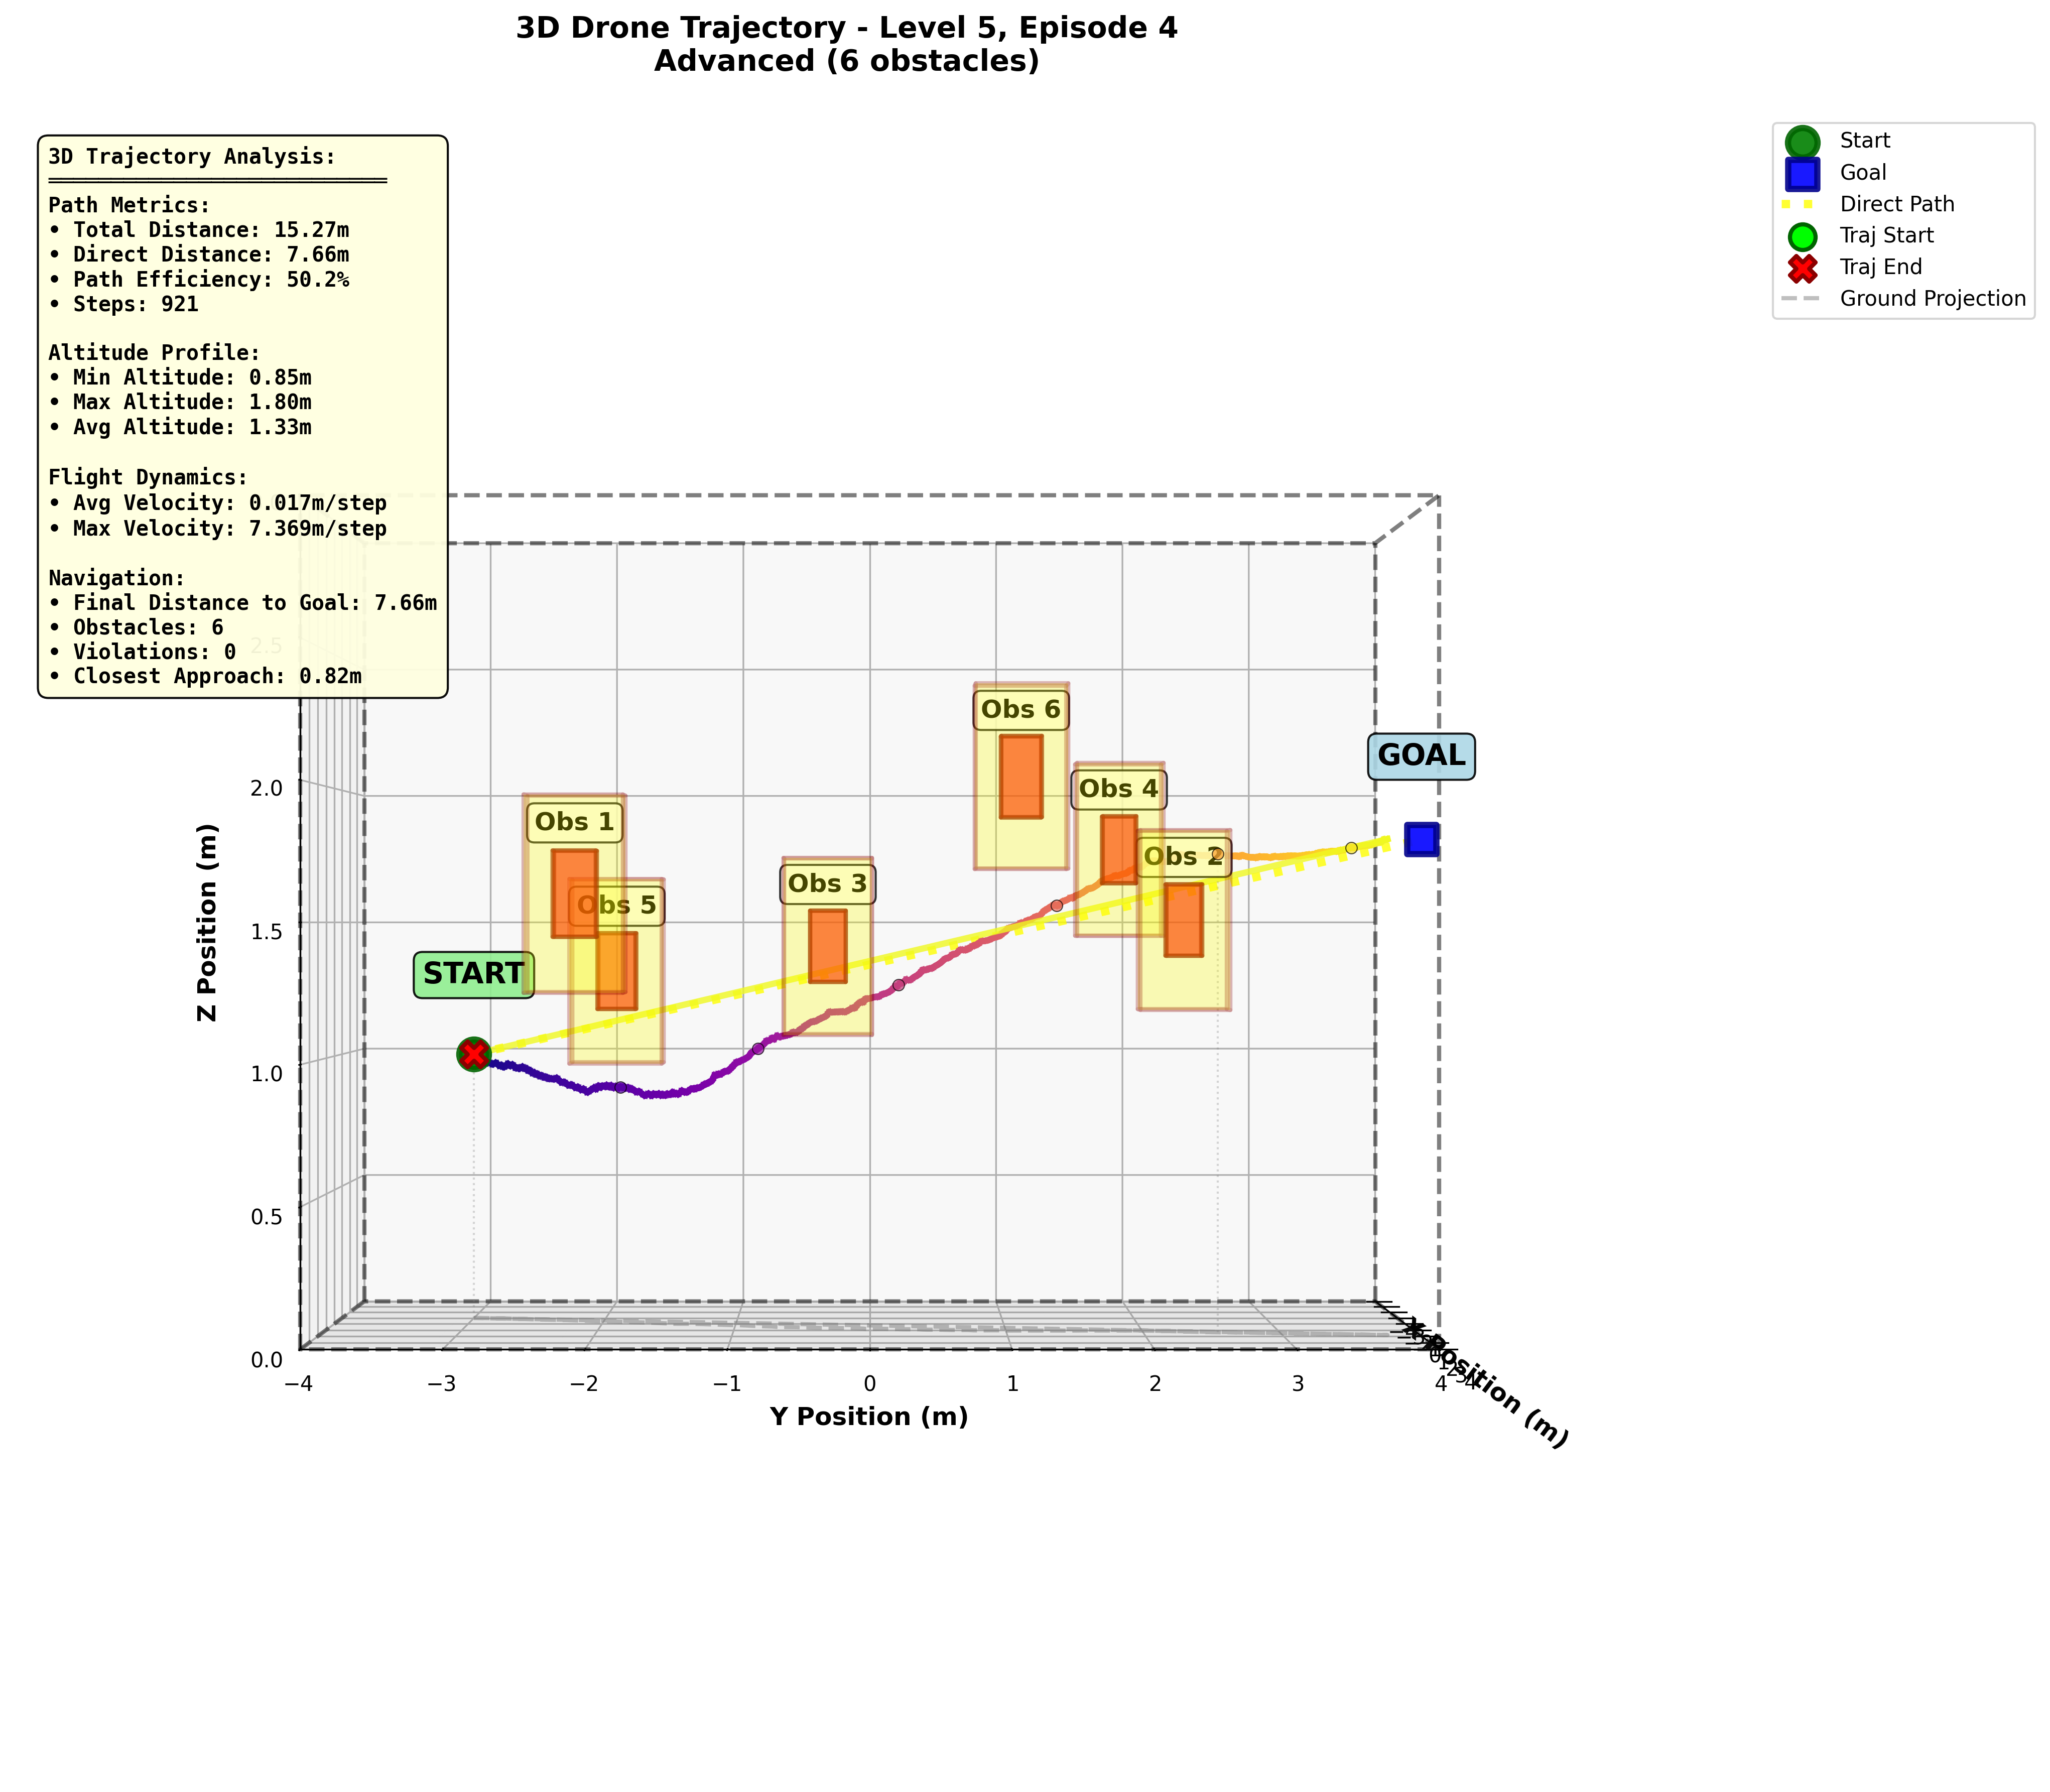 3D Drone Trajectory - Level 5, Episode 4
Advanced (6 obstacles)
3D Trajectory Analysis:
Path Metrics:
• Total Distance: 15.27m
• Direct Distance: 7.66m
• Path Efficiency: 50.2%
• Steps: 921
Altitude Profile:
• Min Altitude: 0.85m
• Max Altitude: 1.80m
• Avg Altitude: 1.33m
Flight Dynamics:
• Avg Velocity: 0.017m/step
• Max Velocity: 7.369m/step
Navigation:
• Final Distance to Goal: 7.66m
• Obstacles: 6
• Violations: 0
• Closest Approach: 0.82m
Start
Goal
Direct Path
Traj Start
Traj End
Ground Projection
Obs 6
GOAL
Obs 4
Obs 1
Obs 2
Obs 3
Obs 5
START
2.5
2.0
1.5
1.0
0.5
0.0
Z Position (m)
−4
−3
−2
−1
0
1
2
3
4
Y Position (m)
X Position (m)